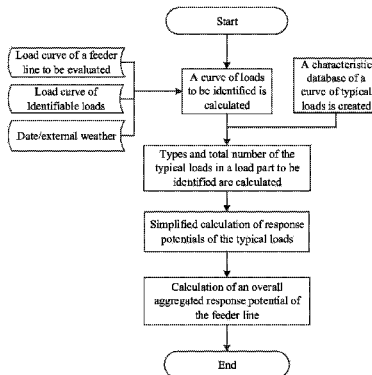 Start
Load curve of a feeder
line to be evaluated
Load curve of
Identifiable loads
Date/external weather
A curve of loads
to be identified is
calculated
A characteristic
database of a
curve of typical
loads is created
Types and total number of the
typical loads in a load part to be
identified are calculated
Simplified calculation of response
potentials of the typical loads
Calculation of an overall
aggregated response potential of
the feeder line
End